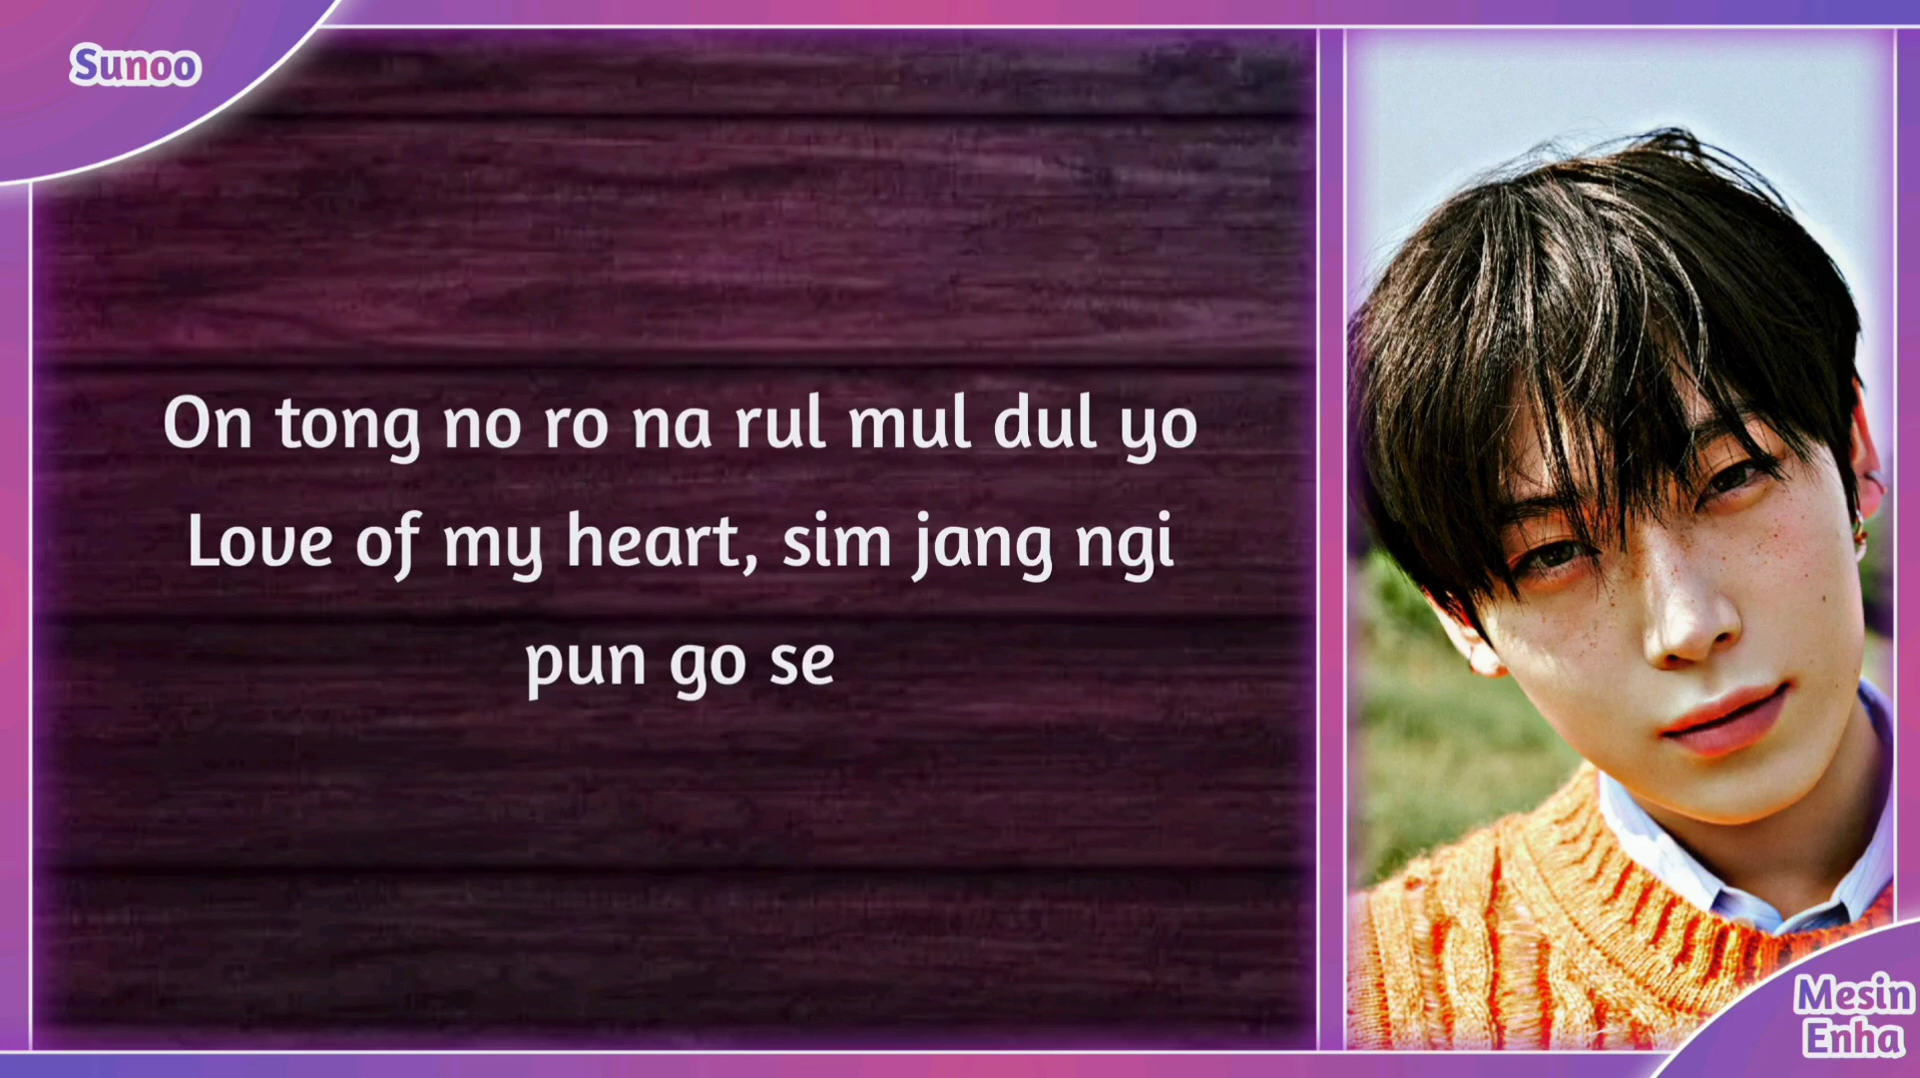 Sunoo
On tong no ro na rul mul dul yo
Love of my heart, sim jang ngi
pun go se
Mesin
Enha